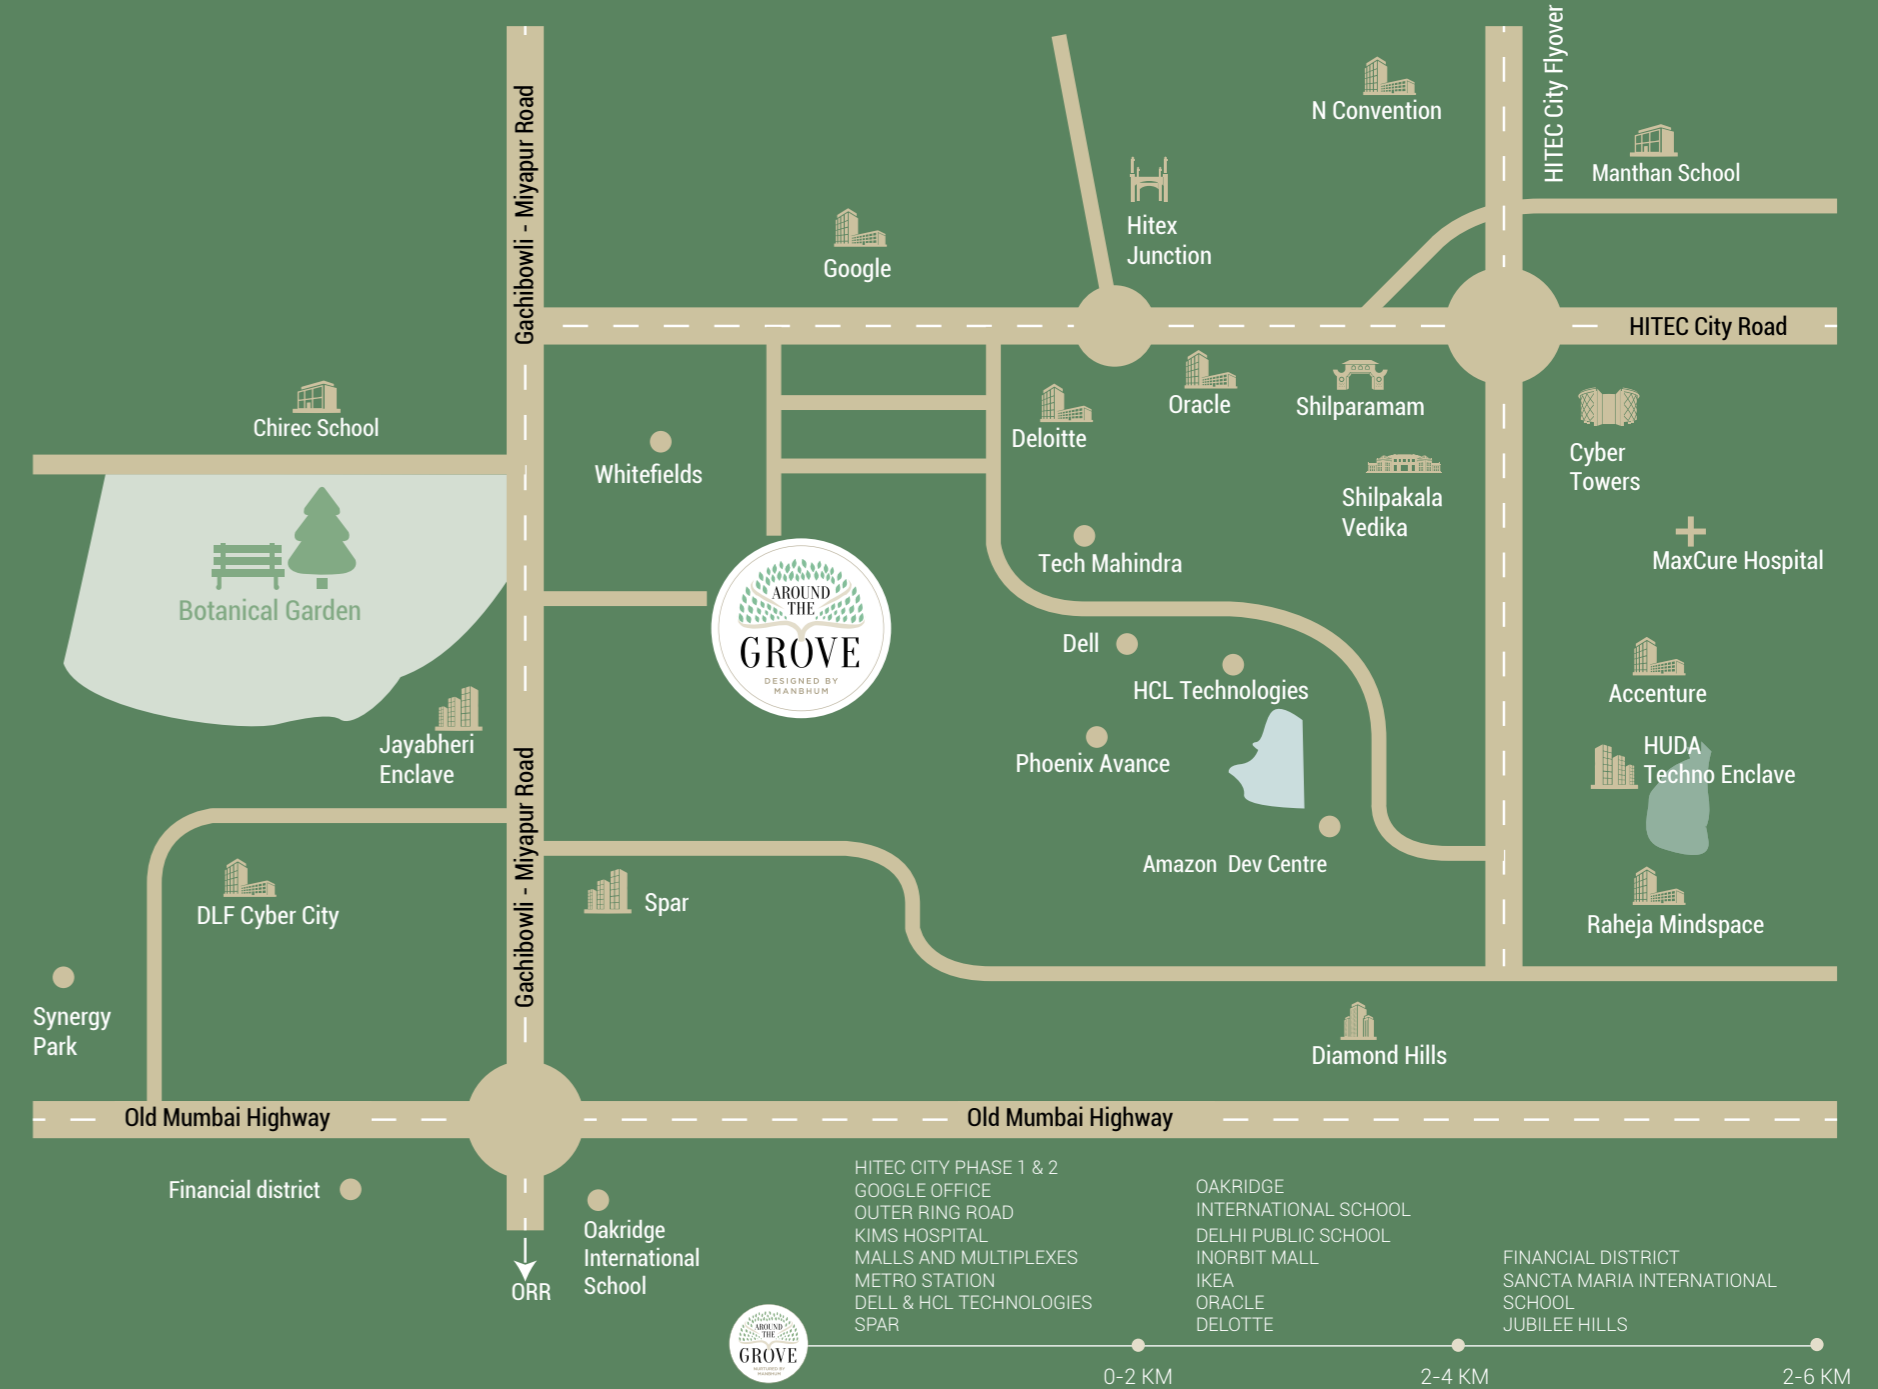 HITEC City Flyover
N Convention
Manthan School
Hitex
Junction
Google
Gachibowli - Miyapur Road
HITEC City Road
Chirec School
Whitefields
Deloitte
Oracle
Shilparamam
Shilpakala
Vedika
Cyber
Towers
MaxCure Hospital
Tech Mahindra
Botanical Garden
AROUND
THE
GROVE
DESIGNED BY
MANBHUM
Dell
HCL Technologies
Accenture
Jayabheri
Enclave
Phoenix Avance
HUDA
Techno Enclave
Gachibowli - Miyapur Road
Amazon Dev Centre
DLF Cyber City
Spar
Raheja Mindspace
Synergy
Park
Diamond Hills
Old Mumbai Highway
Old Mumbai Highway
Financial district
Oakridge
International
School
ORR
HITEC CITY PHASE 1 & 2
GOOGLE OFFICE
OUTER RING ROAD
KIMS HOSPITAL
MALLS AND MULTIPLEXES
METRO STATION
DELL & HCL TECHNOLOGIES
SPAR
OAKRIDGE
INTERNATIONAL SCHOOL
DELHI PUBLIC SCHOOL
INORBIT MALL
IKEA
ORACLE
DELOTTE
FINANCIAL DISTRICT
SANCTA MARIA INTERNATIONAL
SCHOOL
JUBILEE HILLS
AROUND
THE
GROVE
MANBHUM
0-2 KM
2-4 KM
2-6 KM